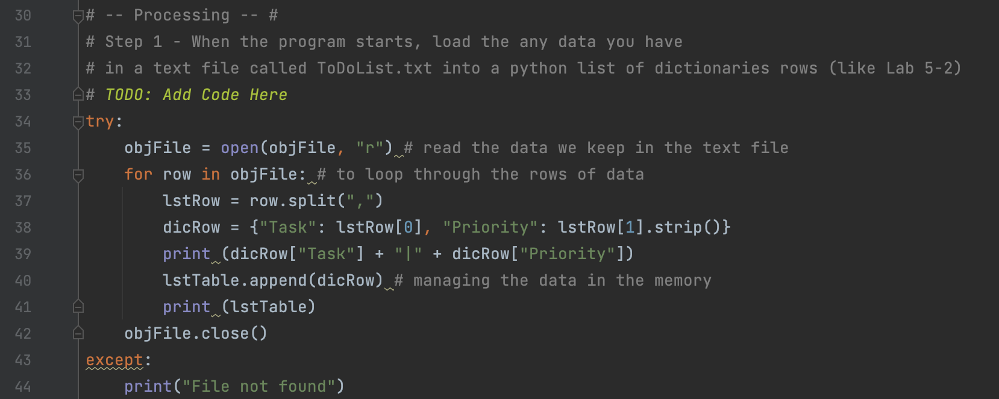 30 # -- Processing -- #
31 # Step 1 - When the program starts, load the any data you have
32 # in a text file called ToDoList.txt into a python list of dictionaries rows (like Lab 5-2)
33 # TODO: Add Code Here
34 try:
35     objFile = open(objFile, "r") # read the data we keep in the text file
36     for row in objFile: # to loop through the rows of data
37         lstRow = row.split(",")
38         dicRow = {"Task": lstRow[0], "Priority": lstRow[1].strip()}
39         print (dicRow["Task"] + "|" + dicRow["Priority"])
40         lstTable.append(dicRow) # managing the data in the memory
41         print (lstTable)
42     objFile.close()
43 except:
44     print("File not found")